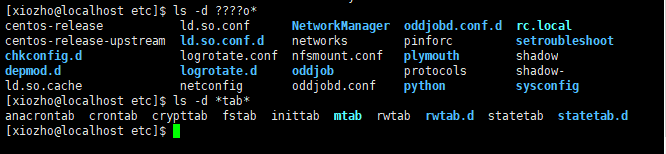 [xiozho@localhost etc]$ ls -d ????o*
centos-release ld.so.conf NetworkManager oddjobd.conf.d rc.local
centos-release-upstream ld.so.conf.d networks pinforc setroubleshoot
chkconfig.d logrotate.conf nfsmount.conf plymouth shadow
depmod.d logrotate.d oddjob protocols shadow-
ld.so.cache netconfig oddjobd.conf python sysconfig
[xiozho@localhost etc]$ ls -d *tab*
anacrontab crontab crypttab fstab inittab mtab rwtab rwtab.d statetab statetab.d
[xiozho@localhost etc]$